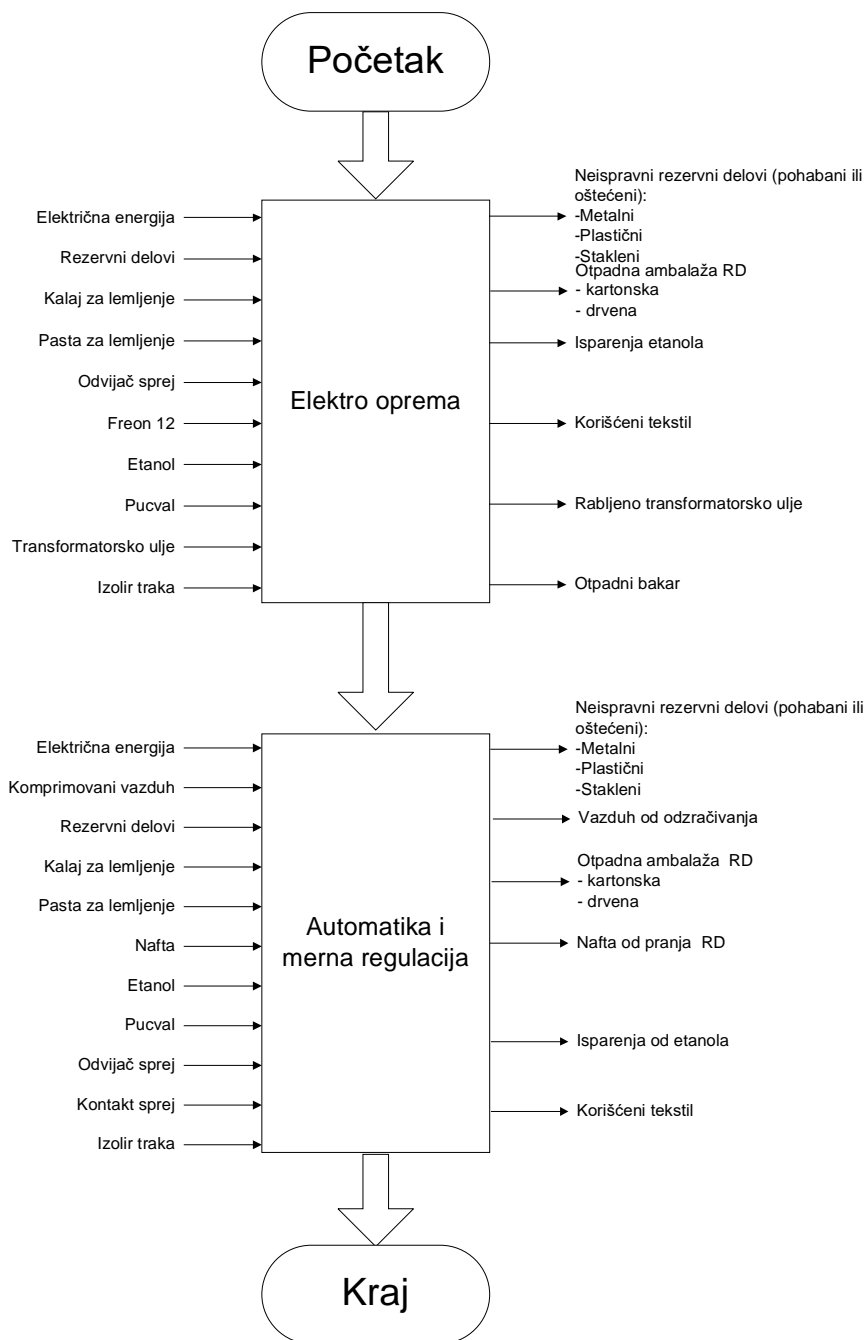 Početak
Električna energija
Rezervni delovi
Kalaj za lemljenje
Pasta za lemljenje
Odvijač sprej
Freon 12
Etanol
Pucval
Transformatorsko ulje
Izolir traka
Elektro oprema
Neispravni rezervni delovi (pohabani ili
oštećeni):
-Metalni
-Plastični
-Stakleni
Otpadna ambalaža RD
- kartonska
- drvena
Isparenja etanola
Korišćeni tekstil
Rabljeno transformatorsko ulje
Otpadni bakar
Električna energija
Komprimovani vazduh
Rezervni delovi
Kalaj za lemljenje
Pasta za lemljenje
Nafta
Etanol
Pucval
Odvijač sprej
Kontakt sprej
Izolir traka
Automatika i
merna regulacija
Neispravni rezervni delovi (pohabani ili
oštećeni):
-Metalni
-Plastični
-Stakleni
Vazduh od odzračivanja
Otpadna ambalaža  RD
- kartonska
- drvena
Nafta od pranja  RD
Isparenja od etanola
Korišćeni tekstil
Kraj